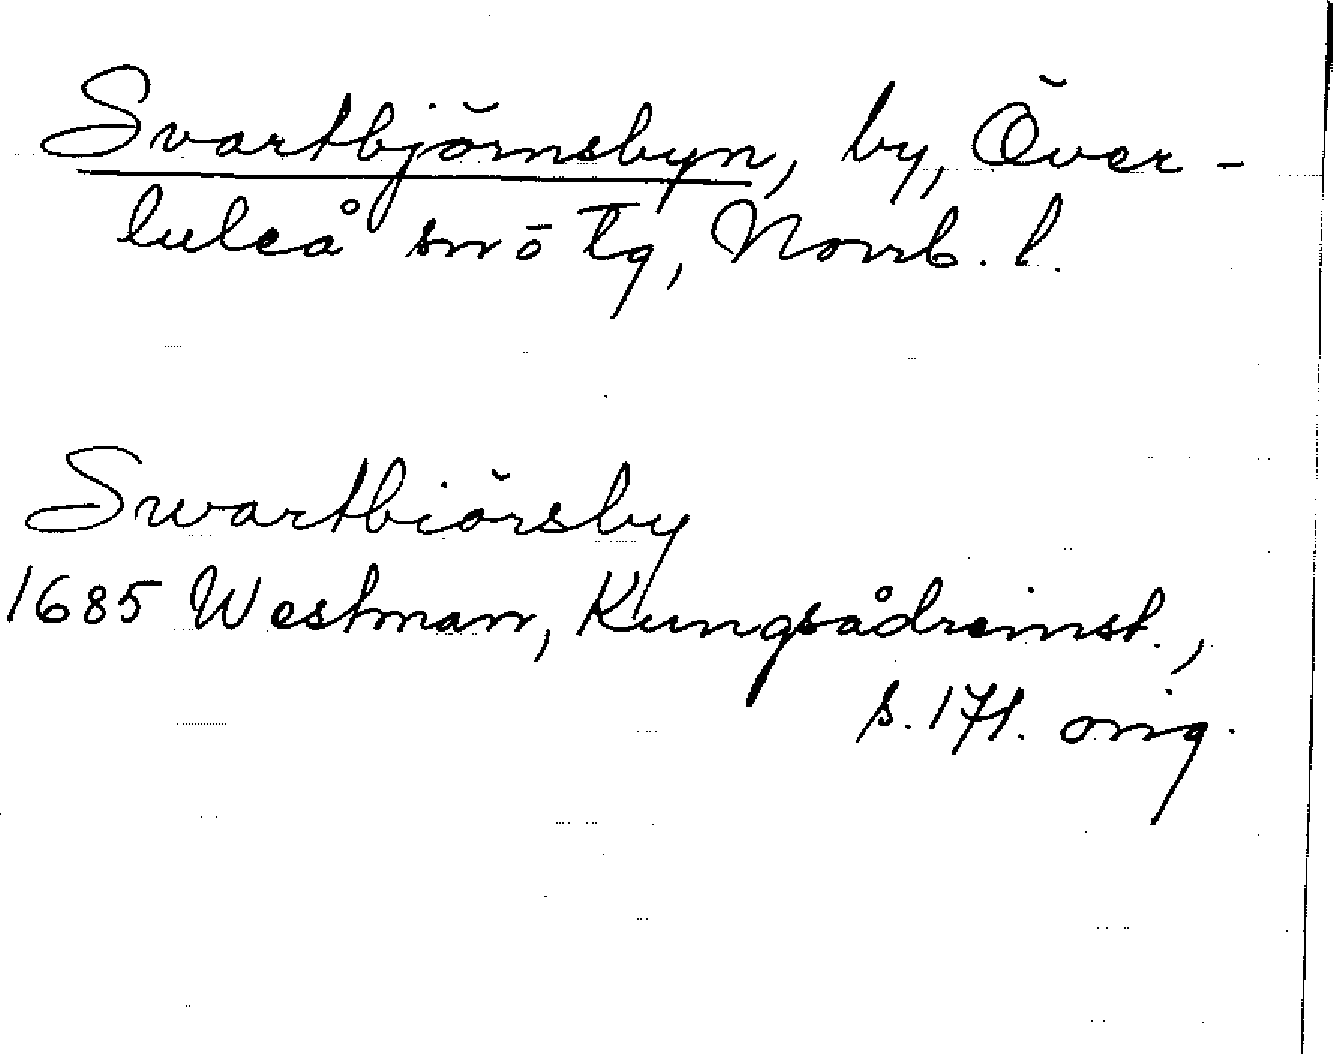 Svartbjörnsbyn, by, Över-
luleå sn o tg, Norrb. l.
Swartbiörsby
1685 Westman, Kungsådreinst.,
s. 171. orig.